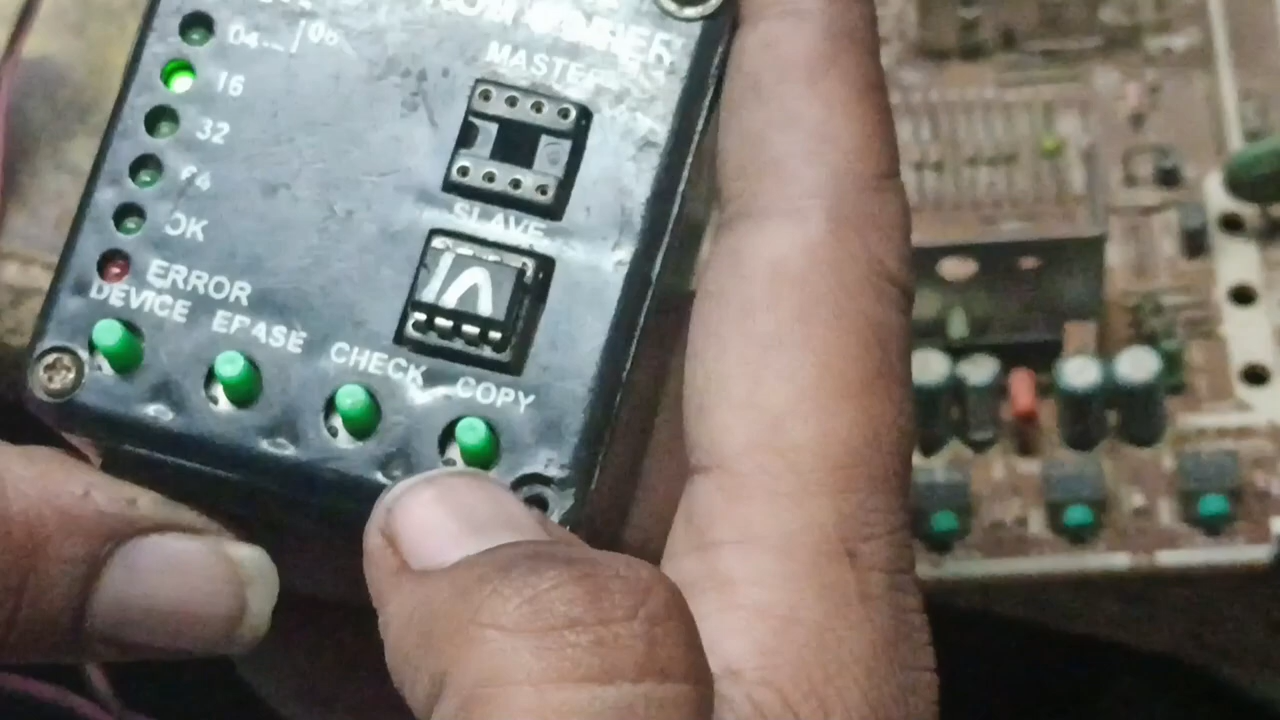 04../08
16
MASTER
32
64
SLAVE
OK
ERROR
DEVICE
ERASE
CHECK
COPY